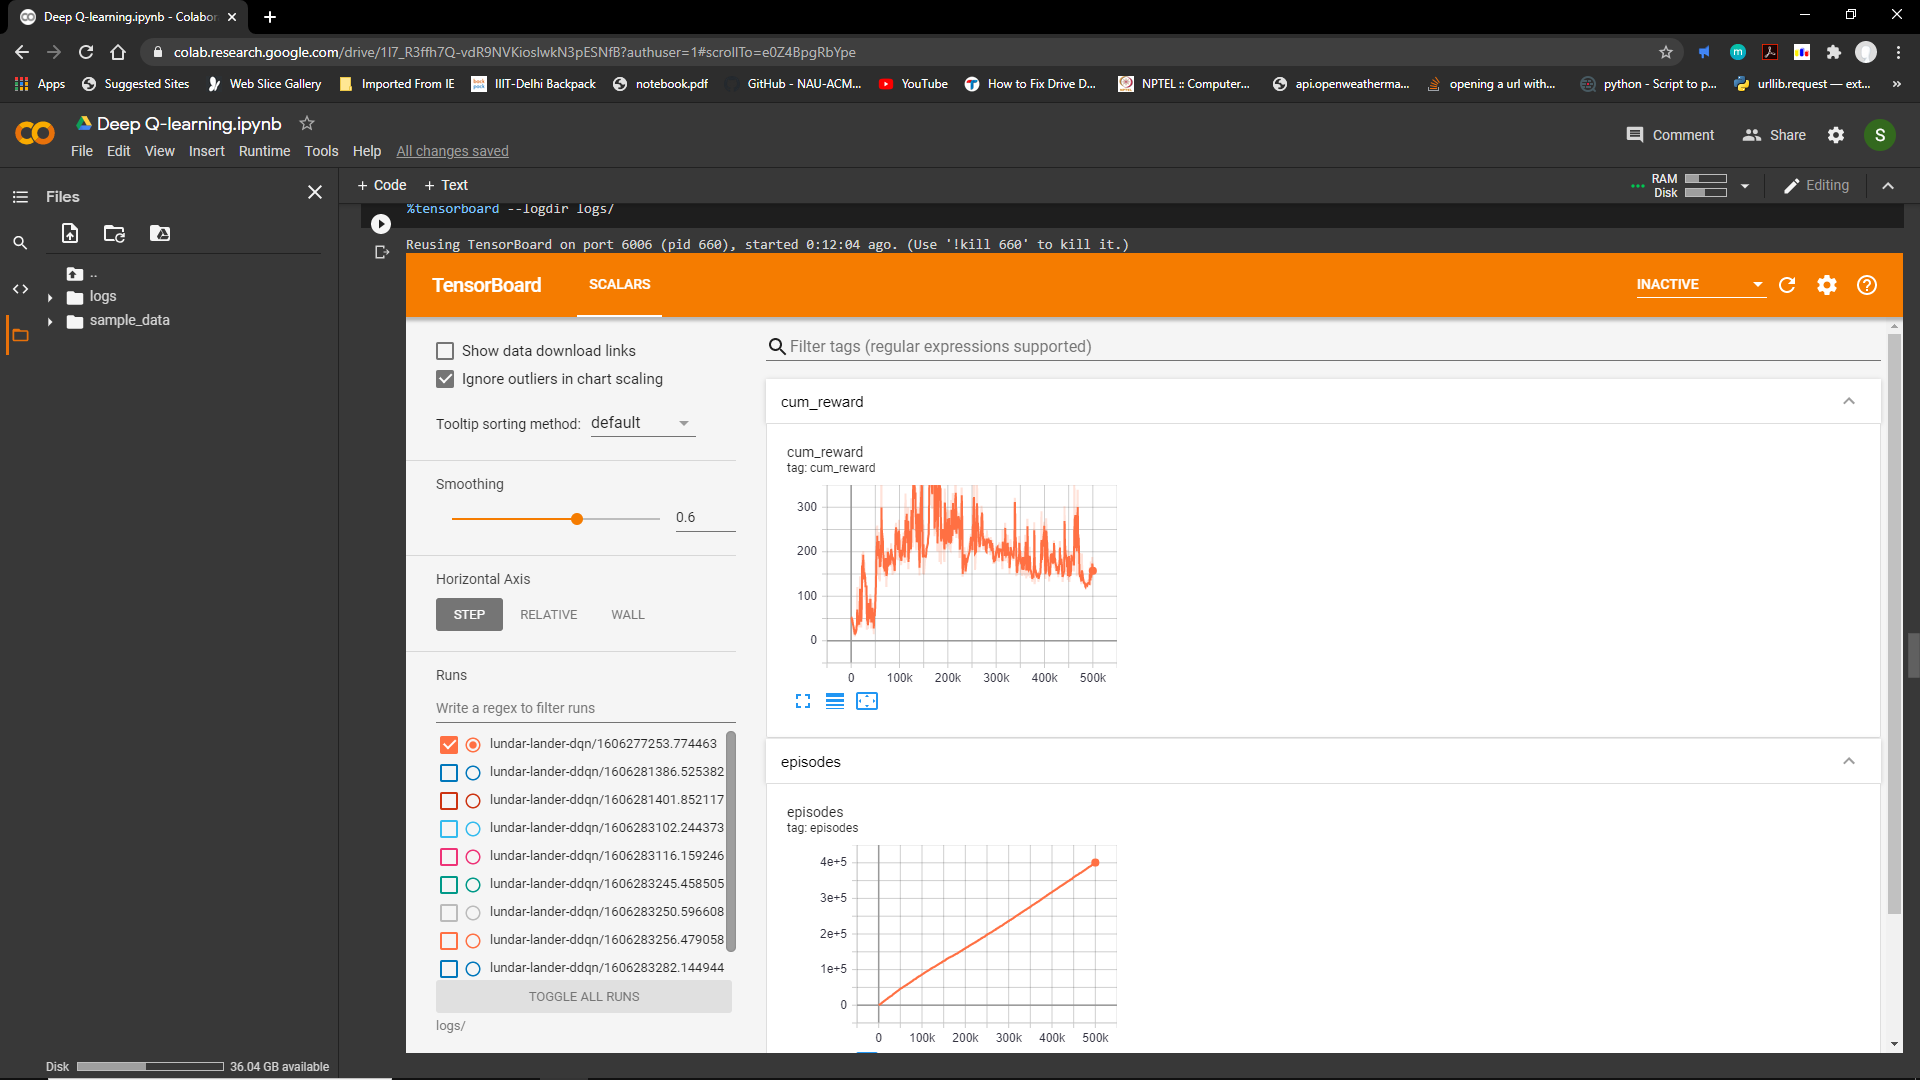 Deep Q-learning.ipynb - Colabor
colab.research.google.com/drive/1I7_R3ffh7Q-vdR9NVKioslwkN3pESNfB?authuser=1#scrollTo=e0Z4BpgRbYpe
Apps
Suggested Sites
Web Slice Gallery
Imported From IE
IIIT-Delhi Backpack
notebook.pdf
GitHub - NAU-ACM...
YouTube
How to Fix Drive D...
NPTEL :: Computer...
api.openweatherma...
opening a url with...
python - Script to p...
urllib.request — ext...
»
Deep Q-learning.ipynb
File Edit View Insert Runtime Tools Help All changes saved
Comment
Share
S
Files
+ Code + Text
RAM
Disk
Editing
..
logs
sample_data
%tensorboard --logdir logs/
Reusing TensorBoard on port 6006 (pid 660), started 0:12:04 ago. (Use '!kill 660' to kill it.)
TensorBoard
SCALARS
INACTIVE
Show data download links
Ignore outliers in chart scaling
Tooltip sorting method: default
Smoothing
0.6
Horizontal Axis
STEP RELATIVE WALL
Runs
Write a regex to filter runs
lundar-lander-dqn/1606277253.774463
lundar-lander-ddqn/1606281386.525382
lundar-lander-ddqn/1606281401.852117
lundar-lander-ddqn/1606283102.244373
lundar-lander-ddqn/1606283116.159246
lundar-lander-ddqn/1606283245.458505
lundar-lander-ddqn/1606283250.596608
lundar-lander-ddqn/1606283256.479058
lundar-lander-ddqn/1606283282.144944
TOGGLE ALL RUNS
logs/
Filter tags (regular expressions supported)
cum_reward
cum_reward
tag: cum_reward
300
200
100
0
0 100k 200k 300k 400k 500k
episodes
episodes
tag: episodes
4e+5
3e+5
2e+5
1e+5
0
0 100k 200k 300k 400k 500k
Disk
36.04 GB available